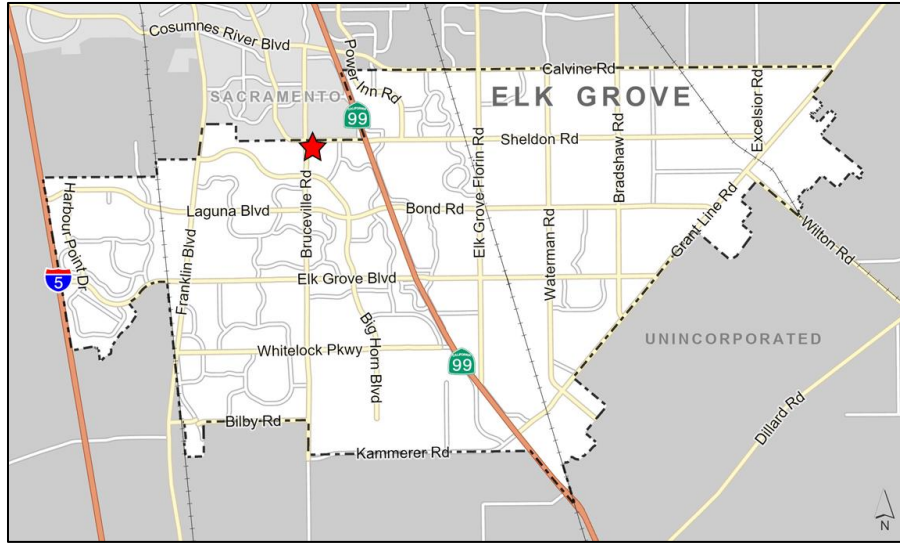 Cosumnes River Blvd
Power Inn Rd
Calvine Rd
SACRAMENTO
ELK GROVE
CALIFORNIA
99
Sheldon Rd
Excelsior Rd
Bradshaw Rd
Elk Grove-Florin Rd
Harbour Point Dr
Laguna Blvd
Bruceville Rd
Bond Rd
Grant Line Rd
Wilton Rd
Franklin Blvd
Waterman Rd
5
Elk Grove Blvd
Big Horn Blvd
UNINCORPORATED
Whitelock Pkwy
CALIFORNIA
99
Bilby Rd
Dillard Rd
Kammerer Rd
N